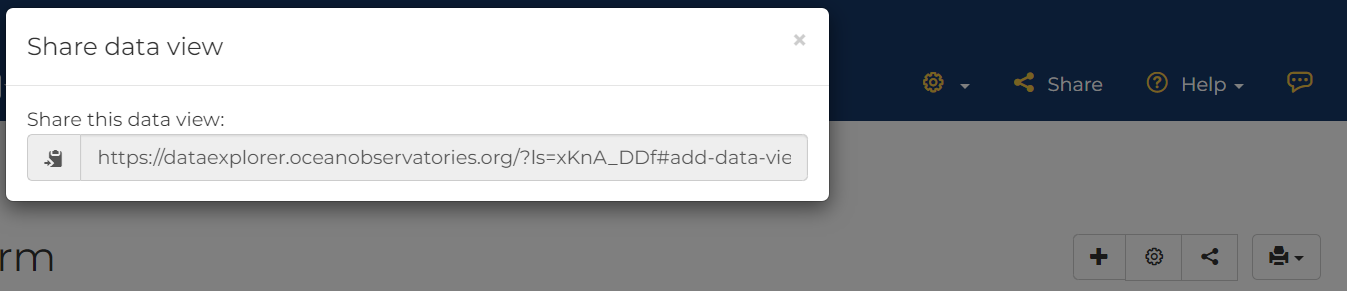 Share data view
×
Share Help
Share this data view:
https://dataexplorer.oceanobservatories.org/?ls=xKnA_DDf#add-data-vie
rm